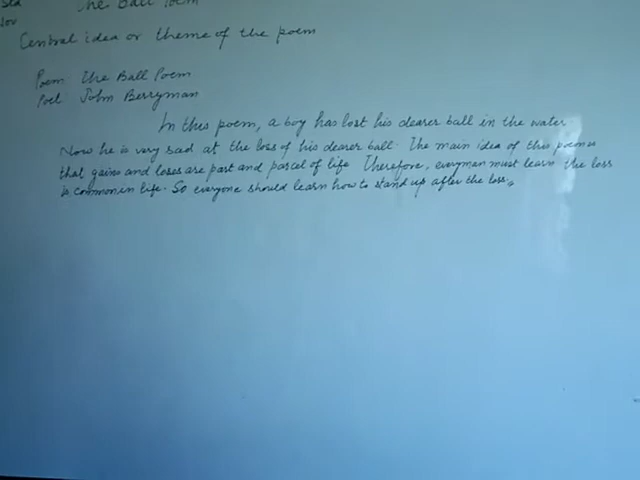 The Ball Poem
Central idea or theme of the poem
Poem: The Ball Poem
Poet: John Berryman
In this poem, a boy has lost his dearer ball in the water
Now he is very sad at the loss of his dearer ball. The main idea of this poem is
that gains and loses are part and parcel of life. Therefore, everyman must learn the loss
is common in life. So everyone should learn how to stand up after the loss.